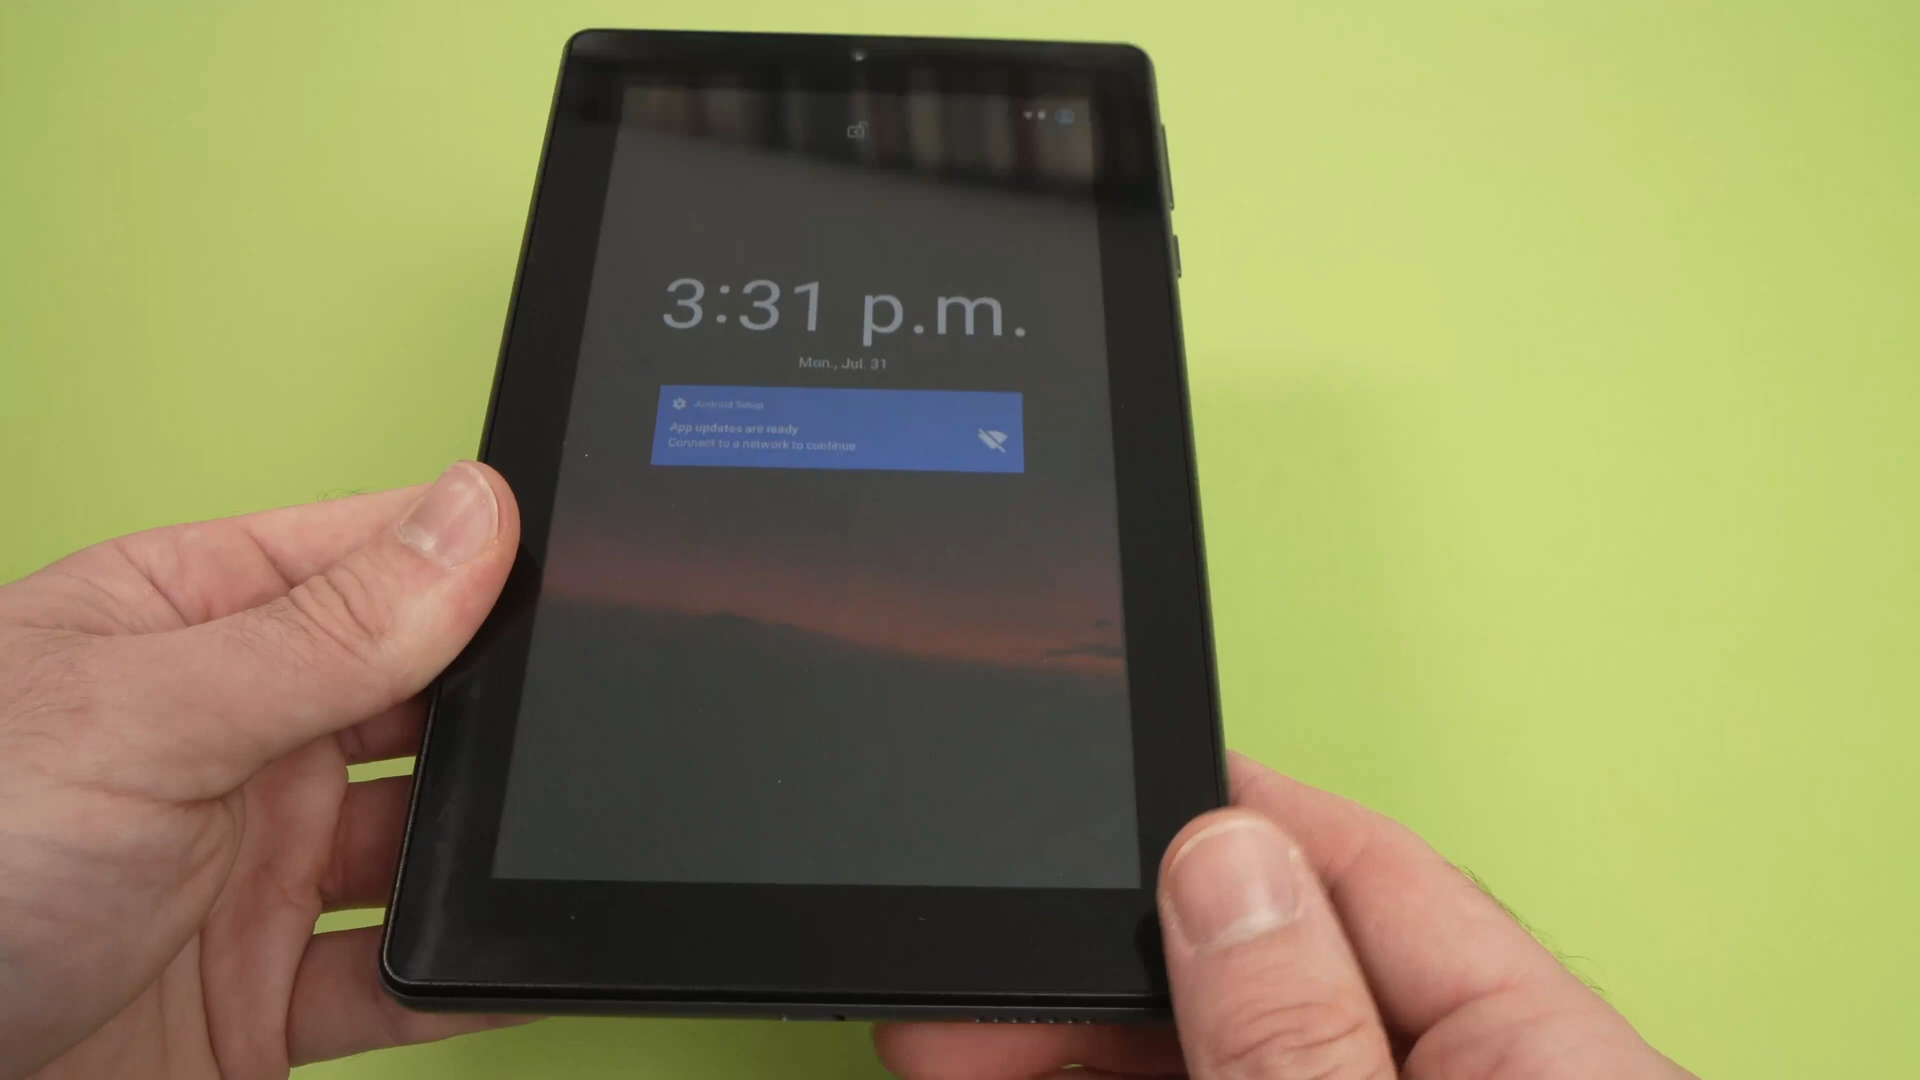 3:31 p.m.
Mon., Jul. 31
Android Setup
App updates are ready
Connect to a network to continue